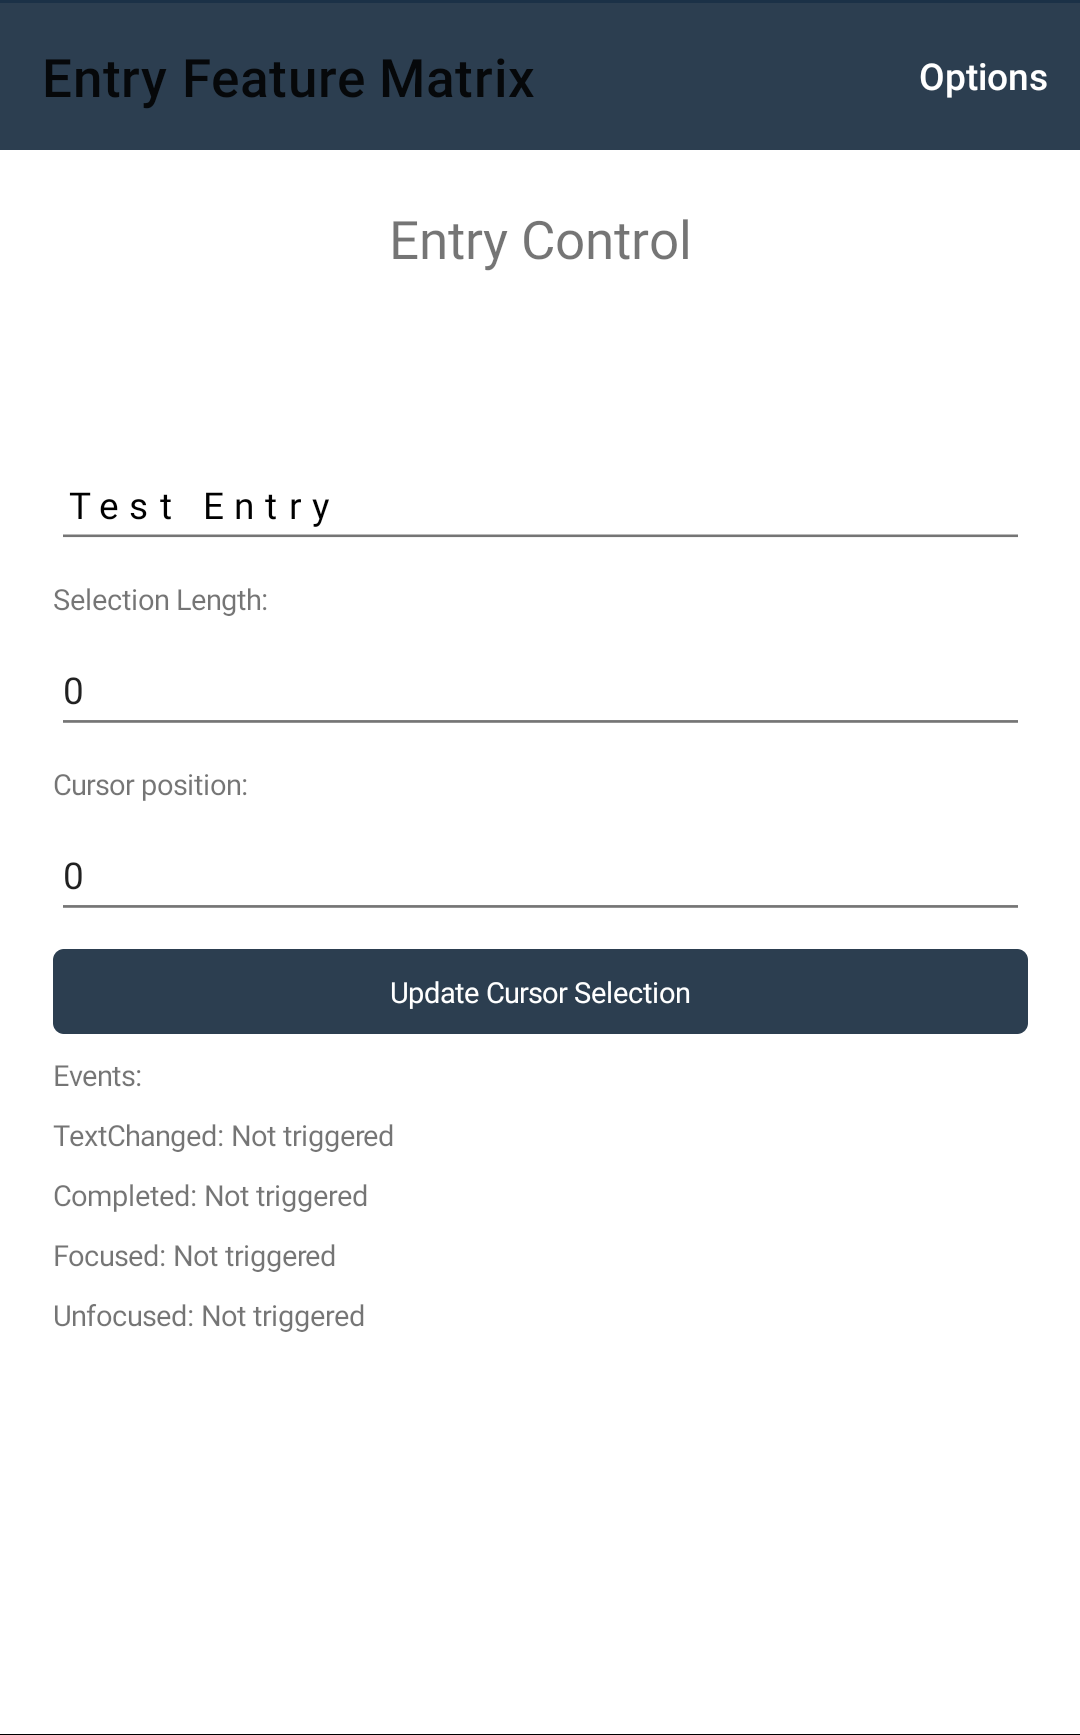 Entry Feature Matrix
Options
Entry Control
Test Entry
Selection Length:
0
Cursor position:
0
Update Cursor Selection
Events:
TextChanged: Not triggered
Completed: Not triggered
Focused: Not triggered
Unfocused: Not triggered